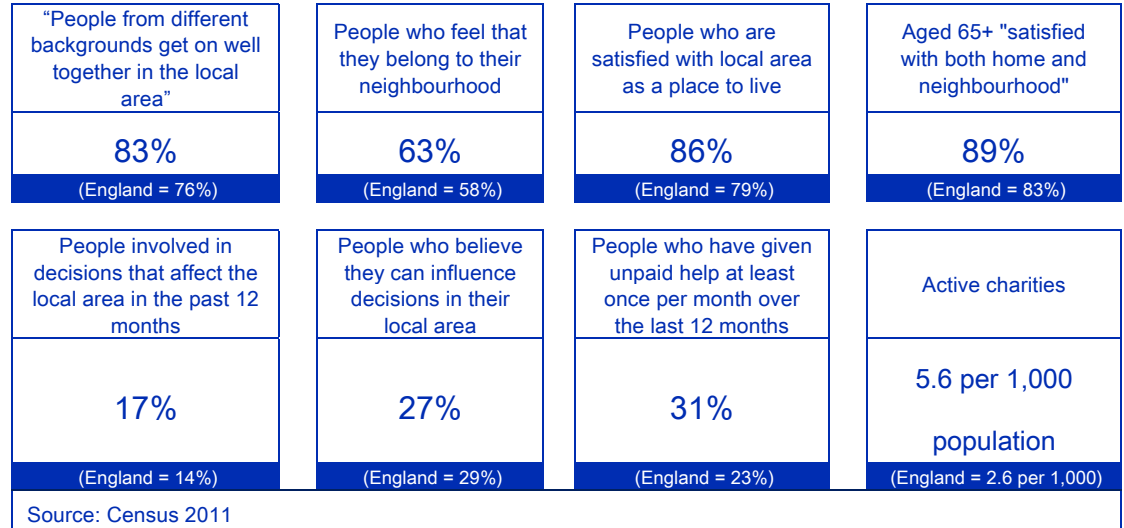 “People from different
backgrounds get on well
together in the local
area”
83%
(England = 76%)
People who feel that
they belong to their
neighbourhood
63%
(England = 58%)
People who are
satisfied with local area
as a place to live
86%
(England = 79%)
Aged 65+ "satisfied
with both home and
neighbourhood"
89%
(England = 83%)
People involved in
decisions that affect the
local area in the past 12
months
17%
(England = 14%)
People who believe
they can influence
decisions in their
local area
27%
(England = 29%)
People who have given
unpaid help at least
once per month over
the last 12 months
31%
(England = 23%)
Active charities
5.6 per 1,000
population
(England = 2.6 per 1,000)
Source: Census 2011